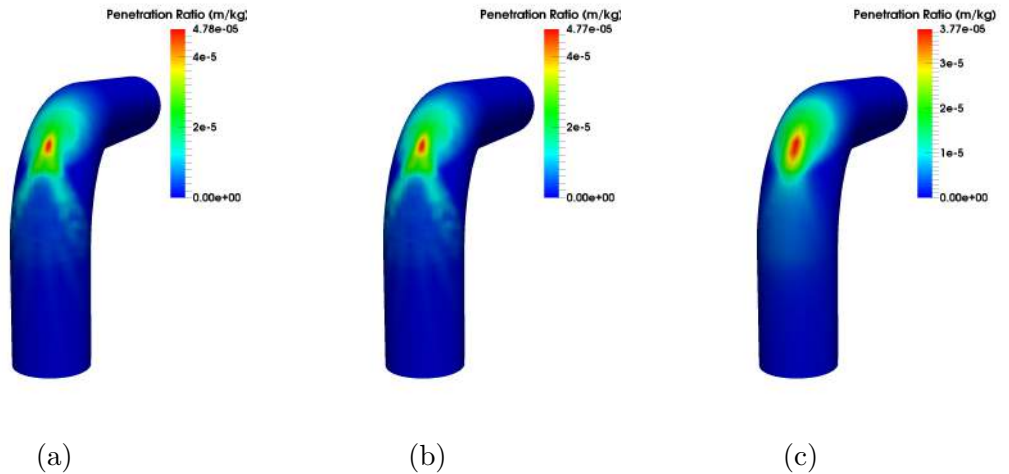 Penetration Ratio (m/kg)
4.78e-05
4e-5
2e-5
0.00e+00
Penetration Ratio (m/kg)
4.77e-05
4e-5
2e-5
0.00e+00
Penetration Ratio (m/kg)
3.77e-05
3e-5
2e-5
1e-5
0.00e+00
(a)
(b)
(c)